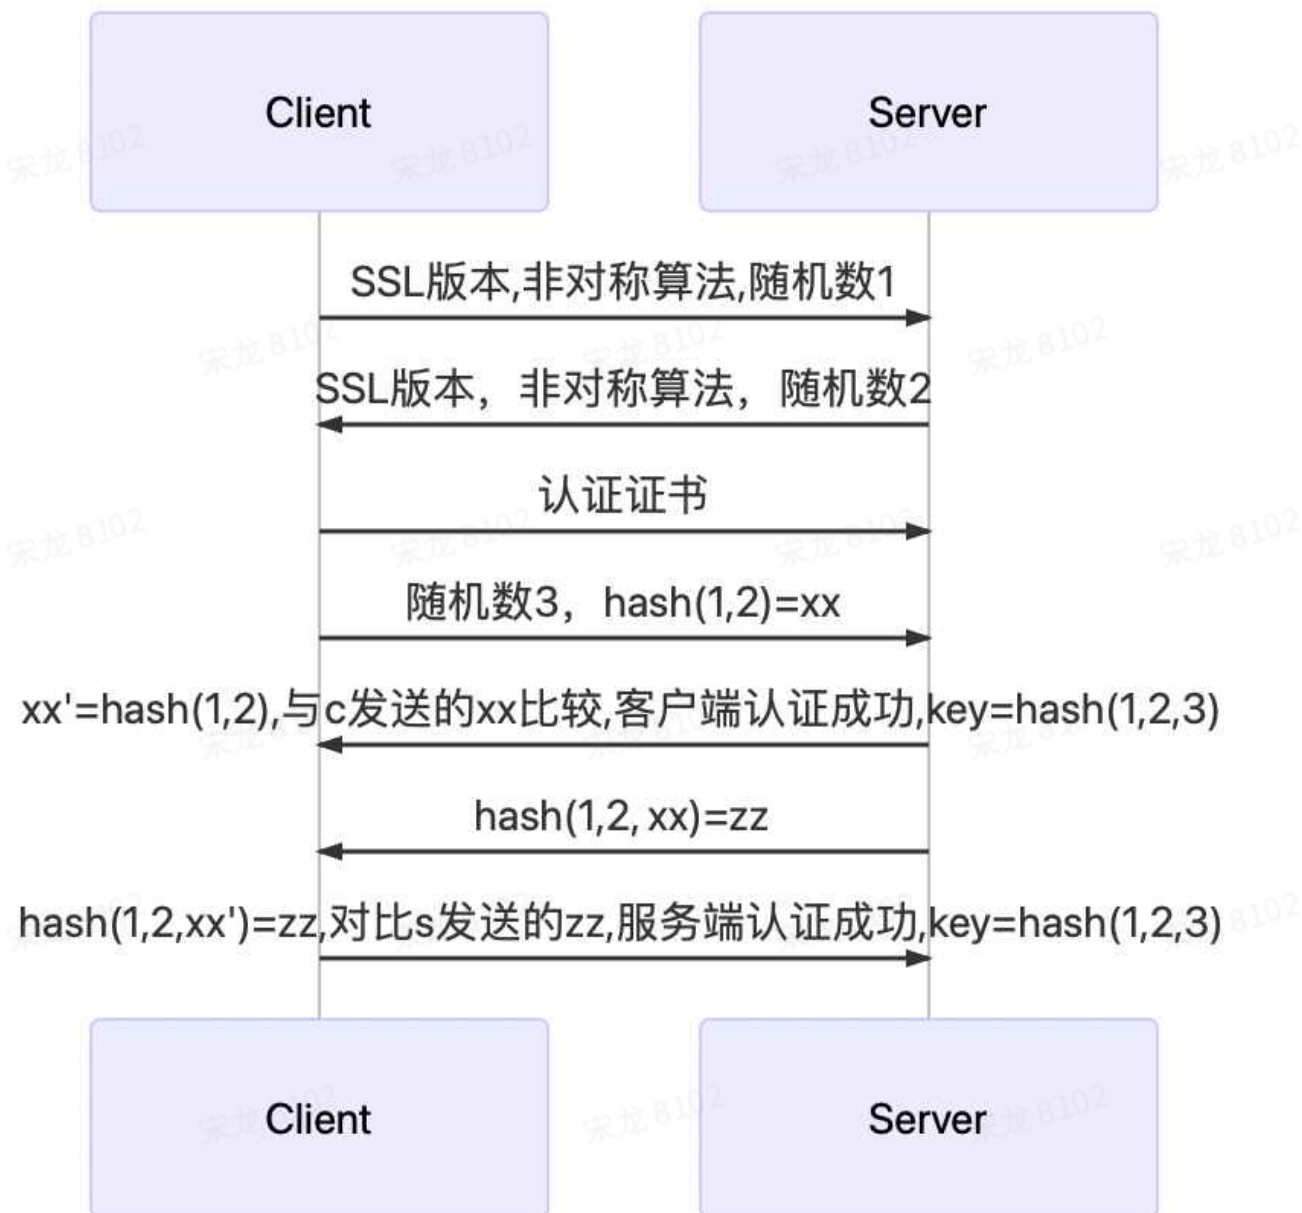 Client
Server
SSL版本,非对称算法,随机数1
SSL版本，非对称算法，随机数2
认证证书
随机数3，hash(1,2)=xx
xx'=hash(1,2),与c发送的xx比较,客户端认证成功,key=hash(1,2,3)
hash(1,2, xx)=zz
hash(1,2,xx')=zz,对比s发送的zz,服务端认证成功,key=hash(1,2,3)
Client
Server
宋龙 8102